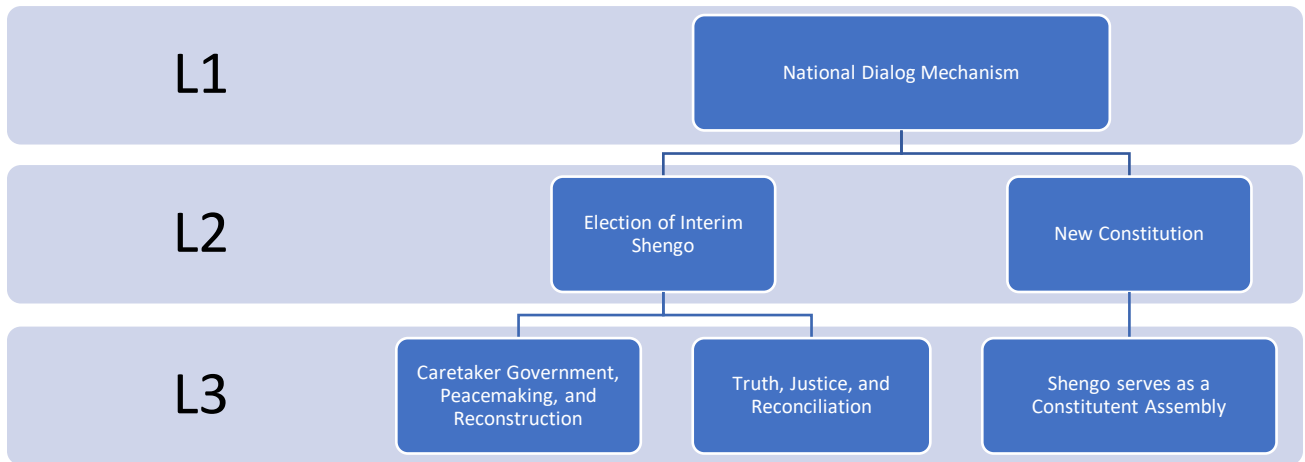 L1
National Dialog Mechanism
L2
Election of Interim
Shengo
New Constitution
L3
Caretaker Government,
Peacemaking, and
Reconstruction
Truth, Justice, and
Reconciliation
Shengo serves as a
Constitutent Assembly